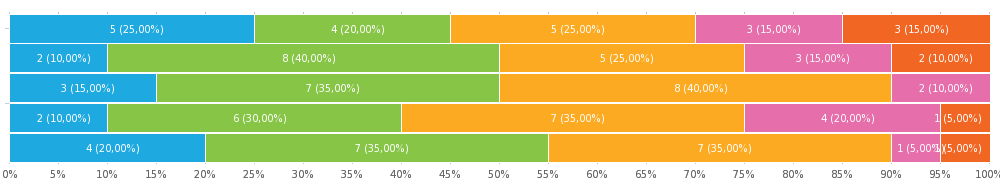 5 (25,00%) 4 (20,00%) 5 (25,00%) 3 (15,00%) 3 (15,00%)
2 (10,00%) 8 (40,00%) 5 (25,00%) 3 (15,00%) 2 (10,00%)
3 (15,00%) 7 (35,00%) 8 (40,00%) 2 (10,00%)
2 (10,00%) 6 (30,00%) 7 (35,00%) 4 (20,00%) 1 (5,00%)
4 (20,00%) 7 (35,00%) 7 (35,00%) 1 (5,00%) 1 (5,00%)
0% 5% 10% 15% 20% 25% 30% 35% 40% 45% 50% 55% 60% 65% 70% 75% 80% 85% 90% 95% 100%